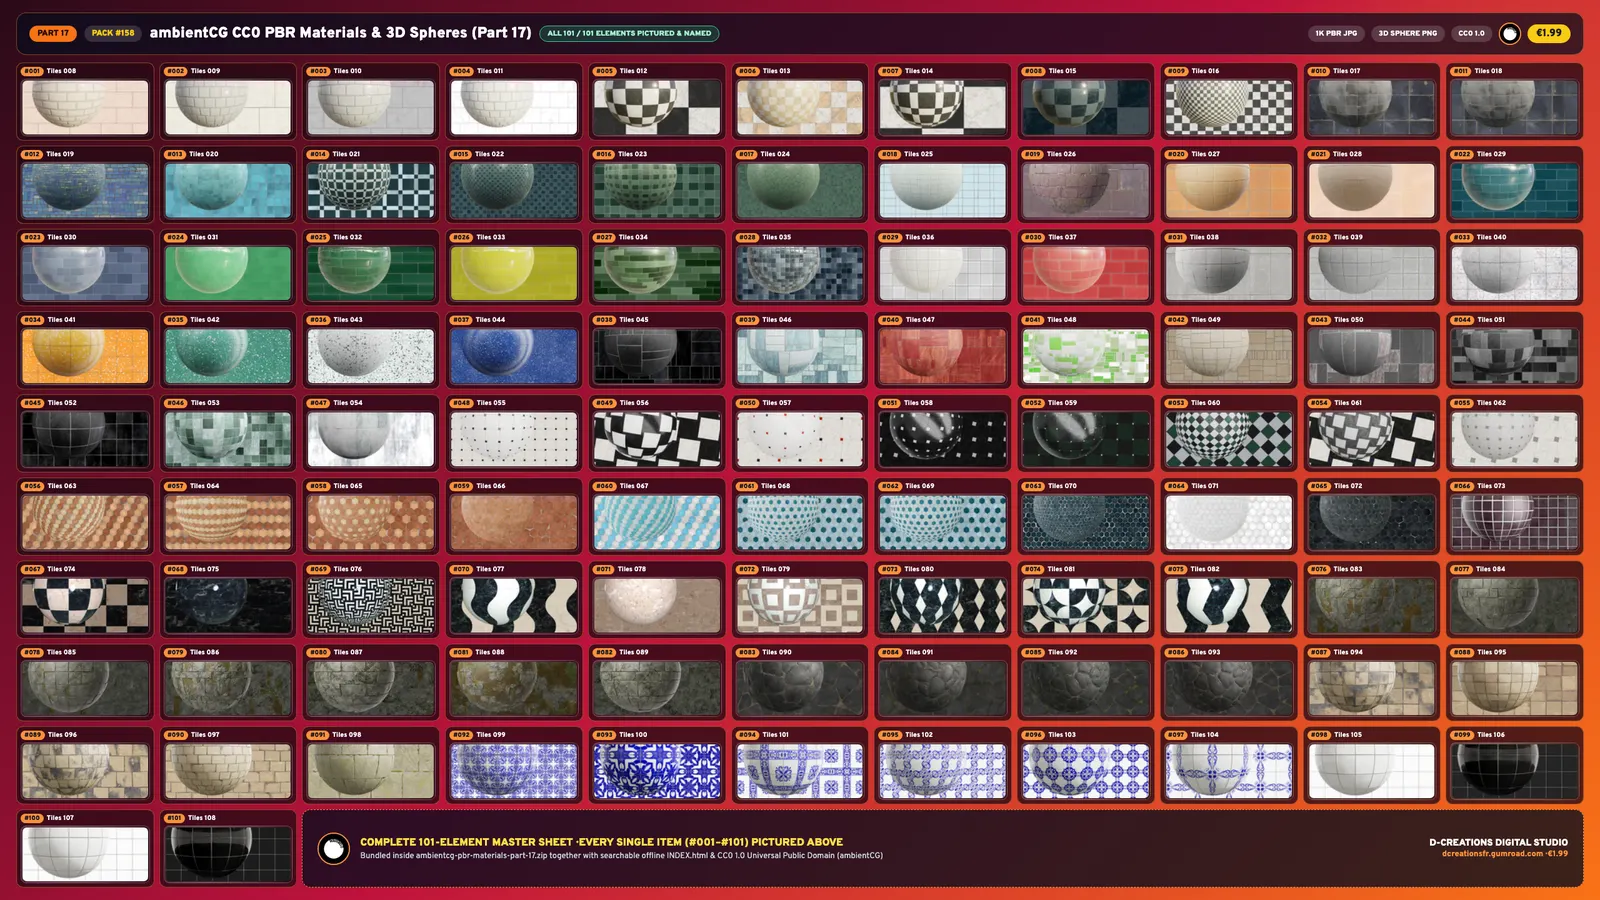 PART 17 PACK #158 ambientCG CC0 PBR Materials & 3D Spheres (Part 17) ALL 101 / 101 ELEMENTS PICTURED & NAMED 1K PBR JPG 3D SPHERE PNG CC0 1.0 €1.99
#001 Tiles 008 #002 Tiles 009 #003 Tiles 010 #004 Tiles 011 #005 Tiles 012 #006 Tiles 013 #007 Tiles 014 #008 Tiles 015 #009 Tiles 016 #010 Tiles 017 #011 Tiles 018
#012 Tiles 019 #013 Tiles 020 #014 Tiles 021 #015 Tiles 022 #016 Tiles 023 #017 Tiles 024 #018 Tiles 025 #019 Tiles 026 #020 Tiles 027 #021 Tiles 028 #022 Tiles 029
#023 Tiles 030 #024 Tiles 031 #025 Tiles 032 #026 Tiles 033 #027 Tiles 034 #028 Tiles 035 #029 Tiles 036 #030 Tiles 037 #031 Tiles 038 #032 Tiles 039 #033 Tiles 040
#034 Tiles 041 #035 Tiles 042 #036 Tiles 043 #037 Tiles 044 #038 Tiles 045 #039 Tiles 046 #040 Tiles 047 #041 Tiles 048 #042 Tiles 049 #043 Tiles 050 #044 Tiles 051
#045 Tiles 052 #046 Tiles 053 #047 Tiles 054 #048 Tiles 055 #049 Tiles 056 #050 Tiles 057 #051 Tiles 058 #052 Tiles 059 #053 Tiles 060 #054 Tiles 061 #055 Tiles 062
#056 Tiles 063 #057 Tiles 064 #058 Tiles 065 #059 Tiles 066 #060 Tiles 067 #061 Tiles 068 #062 Tiles 069 #063 Tiles 070 #064 Tiles 071 #065 Tiles 072 #066 Tiles 073
#067 Tiles 074 #068 Tiles 075 #069 Tiles 076 #070 Tiles 077 #071 Tiles 078 #072 Tiles 079 #073 Tiles 080 #074 Tiles 081 #075 Tiles 082 #076 Tiles 083 #077 Tiles 084
#078 Tiles 085 #079 Tiles 086 #080 Tiles 087 #081 Tiles 088 #082 Tiles 089 #083 Tiles 090 #084 Tiles 091 #085 Tiles 092 #086 Tiles 093 #087 Tiles 094 #088 Tiles 095
#089 Tiles 096 #090 Tiles 097 #091 Tiles 098 #092 Tiles 099 #093 Tiles 100 #094 Tiles 101 #095 Tiles 102 #096 Tiles 103 #097 Tiles 104 #098 Tiles 105 #099 Tiles 106
#100 Tiles 107 #101 Tiles 108
COMPLETE 101-ELEMENT MASTER SHEET · EVERY SINGLE ITEM (#001-#101) PICTURED ABOVE
Bundled inside ambientcg-pbr-materials-part-17.zip together with searchable offline INDEX.html & CC0 1.0 Universal Public Domain (ambientCG)
D-CREATIONS DIGITAL STUDIO
dcreationsfr.gumroad.com · €1.99